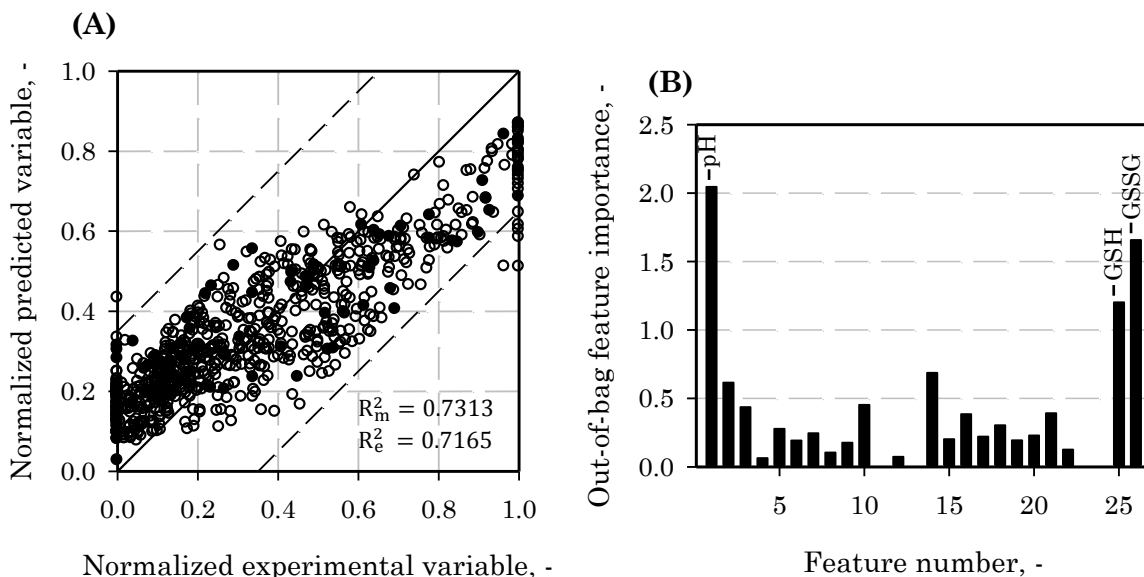 (A)
Normalized predicted variable, -
1.0
0.8
0.6
0.4
0.2
0.0
R²m = 0.7313
R²e = 0.7165
0.0 0.2 0.4 0.6 0.8 1.0
Normalized experimental variable, -
(B)
Out-of-bag feature importance, -
2.5
2.0
1.5
1.0
0.5
0.0
-pH
-GSH
-GSSG
5 10 15 20 25
Feature number, -